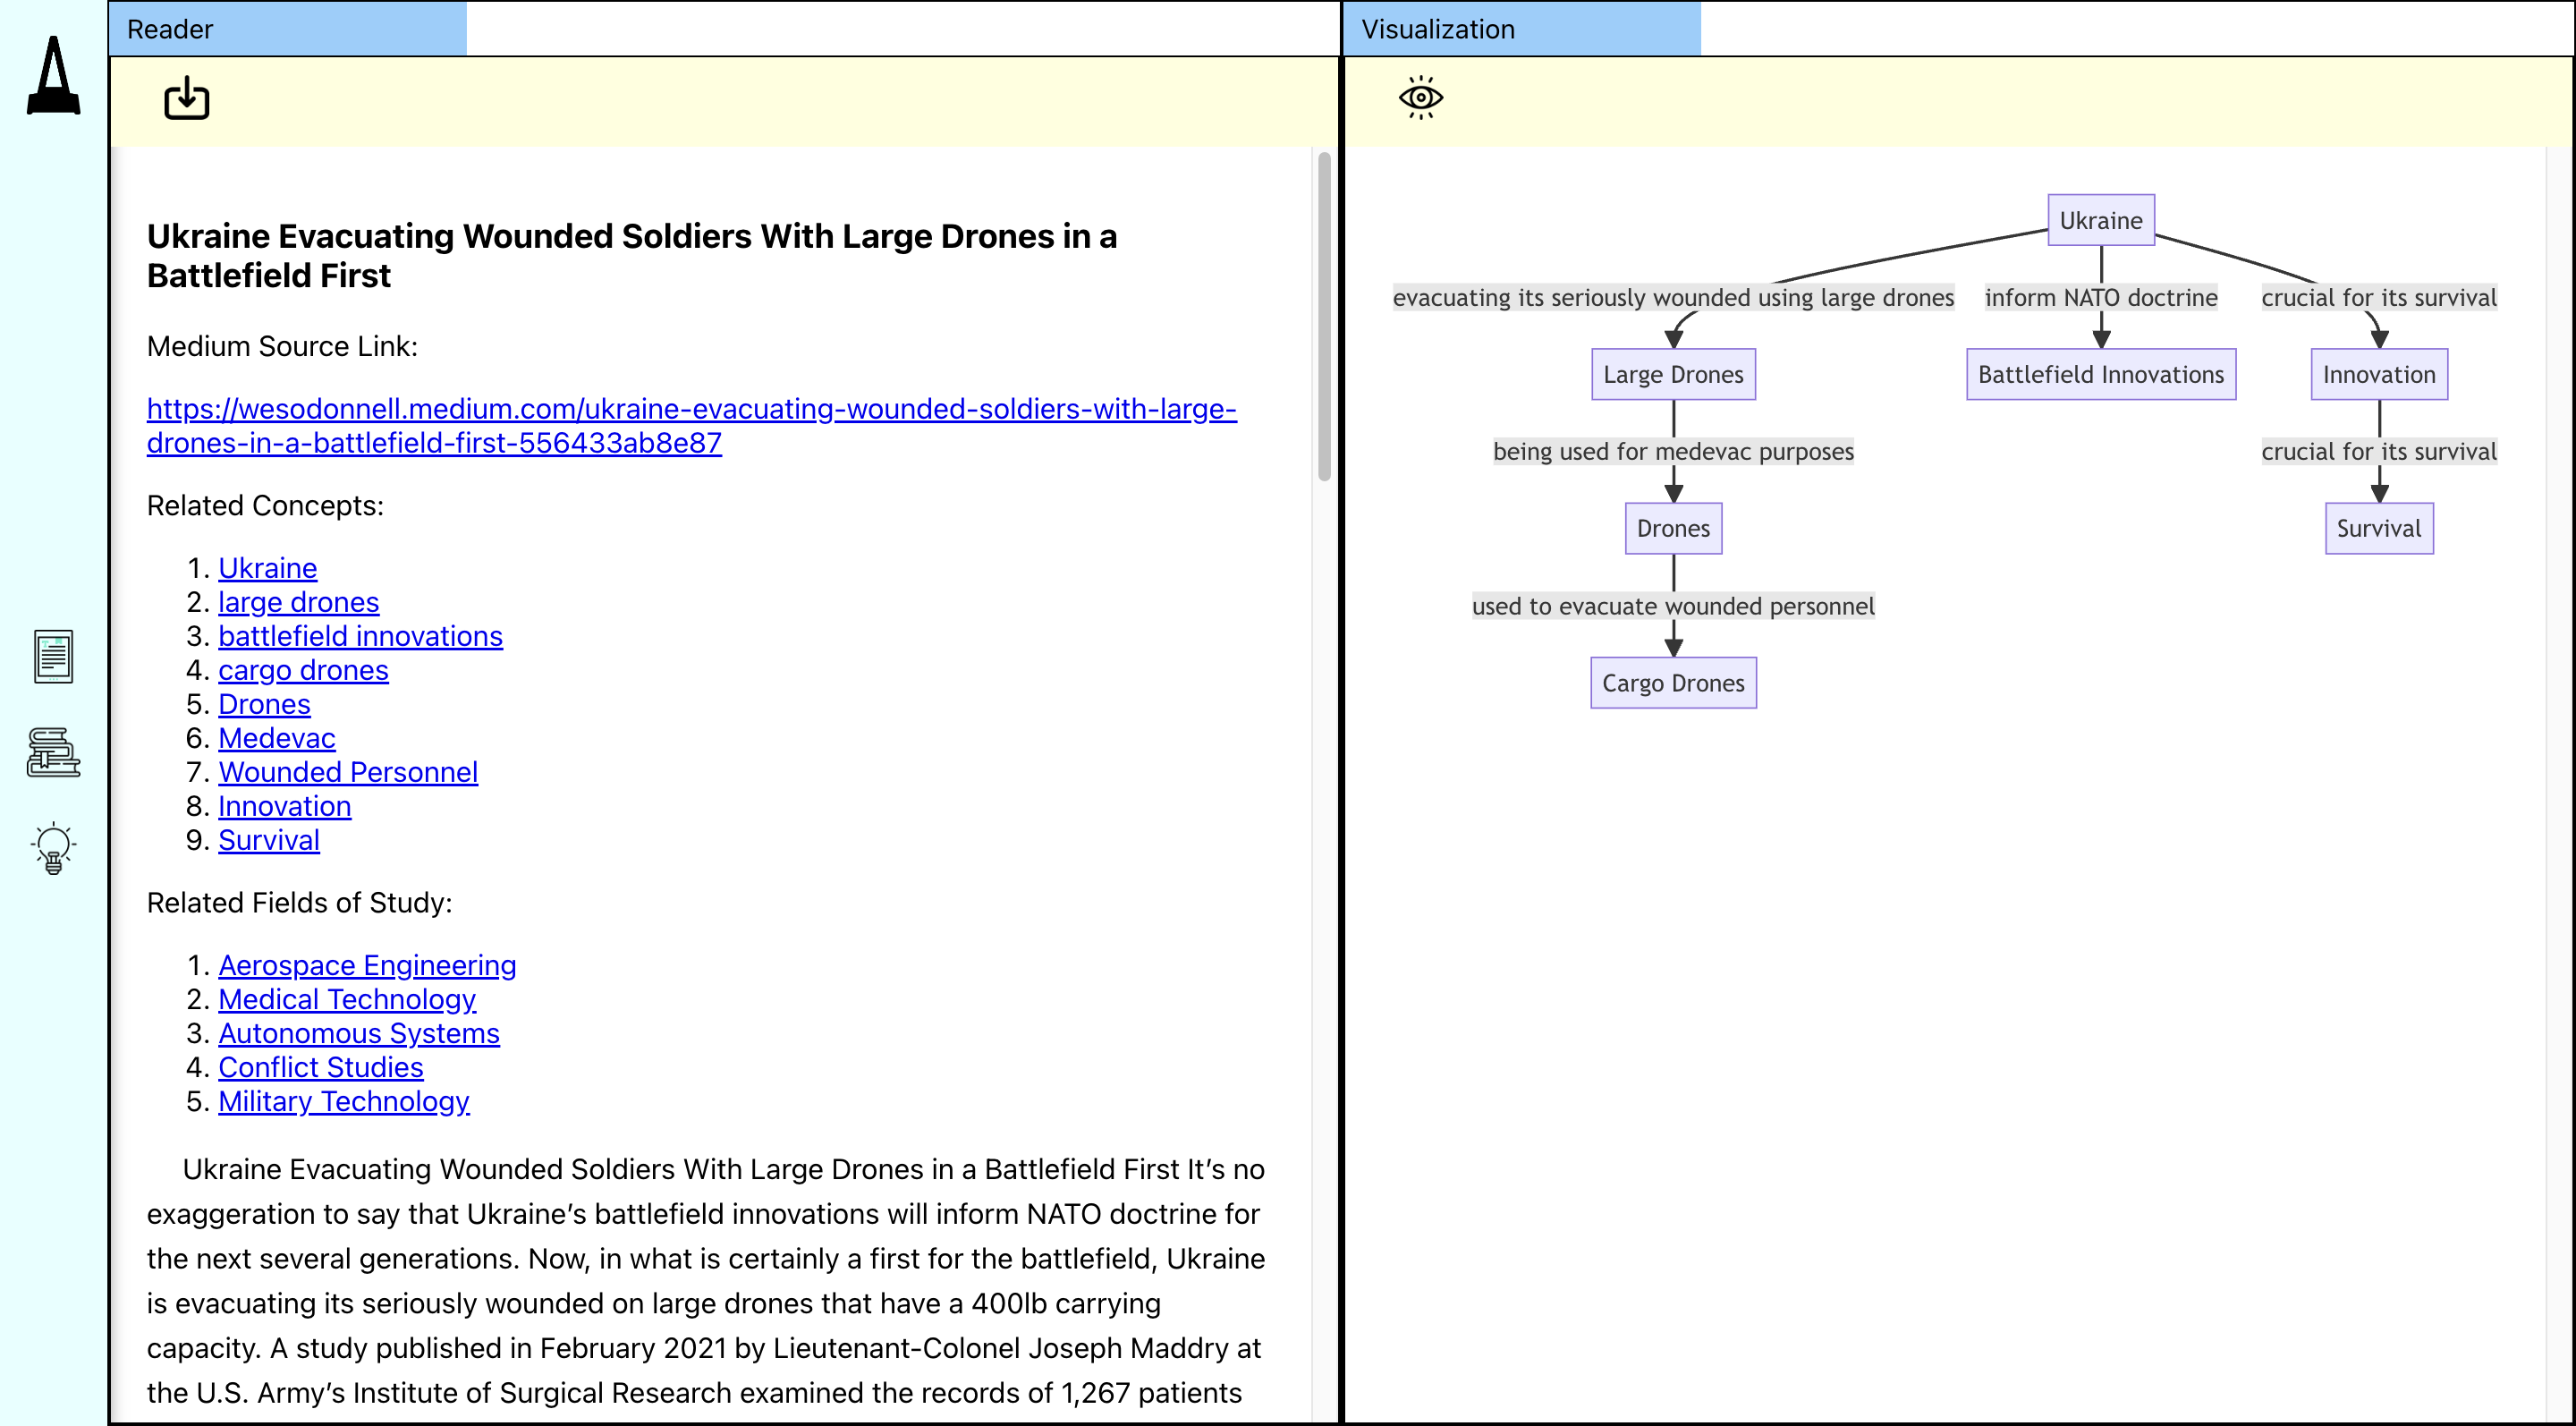 Reader
Ukraine Evacuating Wounded Soldiers With Large Drones in a
Battlefield First
Medium Source Link:
https://wesodonnell.medium.com/ukraine-evacuating-wounded-soldiers-with-large-
drones-in-a-battlefield-first-556433ab8e87
Related Concepts:
1. Ukraine
2. large drones
3. battlefield innovations
4. cargo drones
5. Drones
6. Medevac
7. Wounded Personnel
8. Innovation
9. Survival
Related Fields of Study:
1. Aerospace Engineering
2. Medical Technology
3. Autonomous Systems
4. Conflict Studies
5. Military Technology
Ukraine Evacuating Wounded Soldiers With Large Drones in a Battlefield First It’s no
exaggeration to say that Ukraine’s battlefield innovations will inform NATO doctrine for
the next several generations. Now, in what is certainly a first for the battlefield, Ukraine
is evacuating its seriously wounded on large drones that have a 400lb carrying
capacity. A study published in February 2021 by Lieutenant-Colonel Joseph Maddry at
the U.S. Army’s Institute of Surgical Research examined the records of 1,267 patients
Visualization
Ukraine
evacuating its seriously wounded using large drones
inform NATO doctrine
crucial for its survival
Large Drones
Battlefield Innovations
Innovation
being used for medevac purposes
crucial for its survival
Drones
Survival
used to evacuate wounded personnel
Cargo Drones